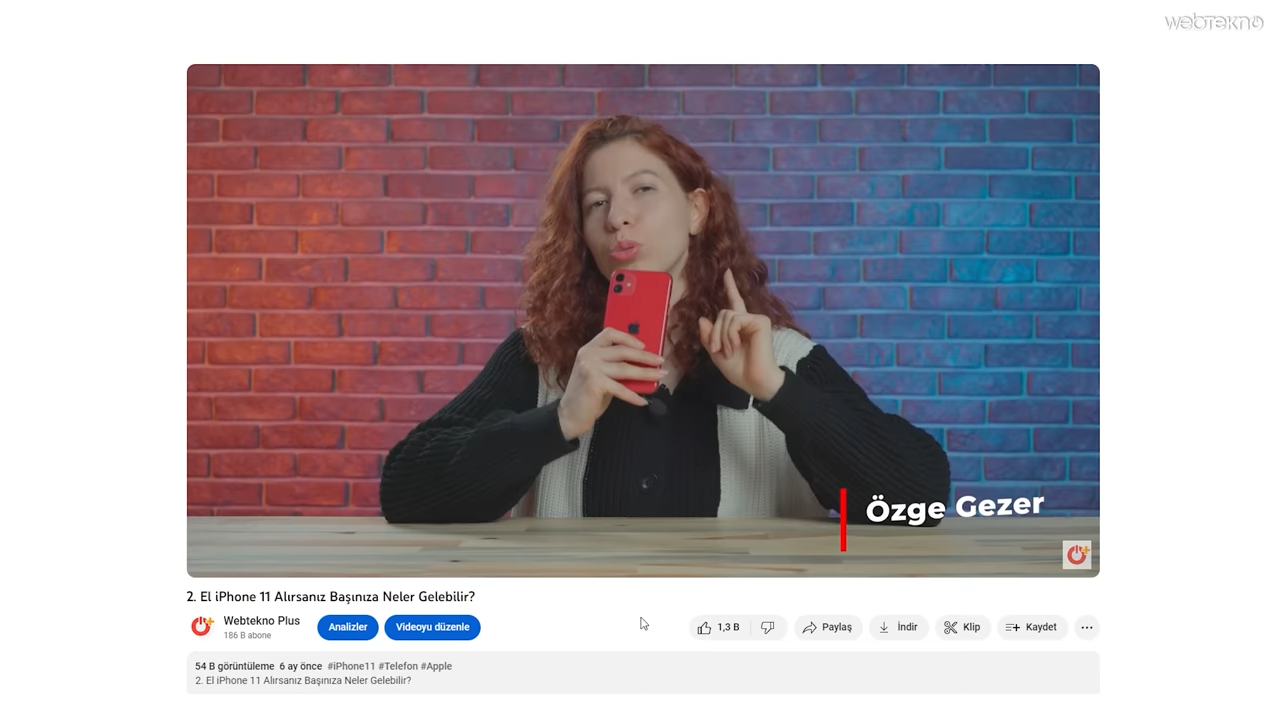 webtekno
Özge Gezer
2. El iPhone 11 Alırsanız Başınıza Neler Gelebilir?
Webtekno Plus
186 B abone
Analizler
Videoyu düzenle
1,3 B
Paylaş
İndir
Klip
Kaydet
54 B görüntüleme 6 ay önce #iPhone11 #Telefon #Apple
2. El iPhone 11 Alırsanız Başınıza Neler Gelebilir?